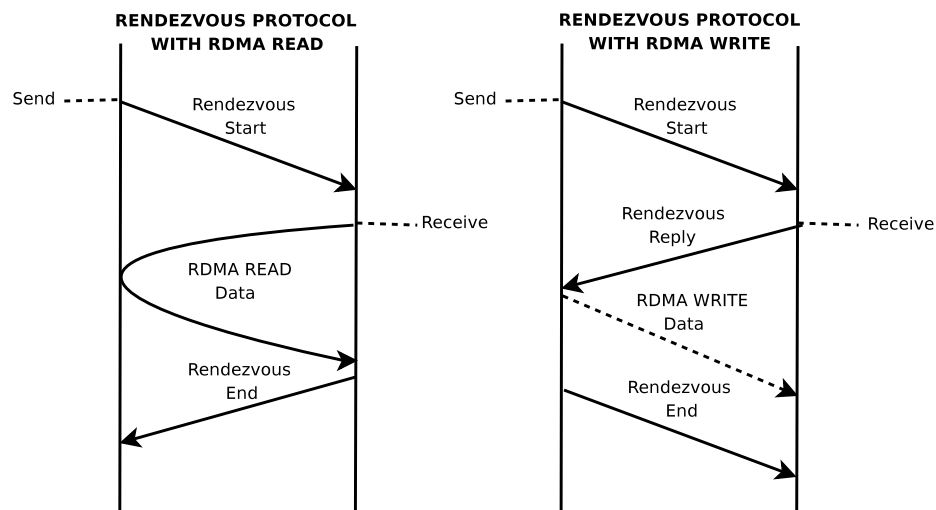 RENDEZVOUS PROTOCOL
WITH RDMA READ
Send
Rendezvous
Start
Receive
RDMA READ
Data
Rendezvous
End
RENDEZVOUS PROTOCOL
WITH RDMA WRITE
Send
Rendezvous
Start
Rendezvous
Reply
Receive
RDMA WRITE
Data
Rendezvous
End